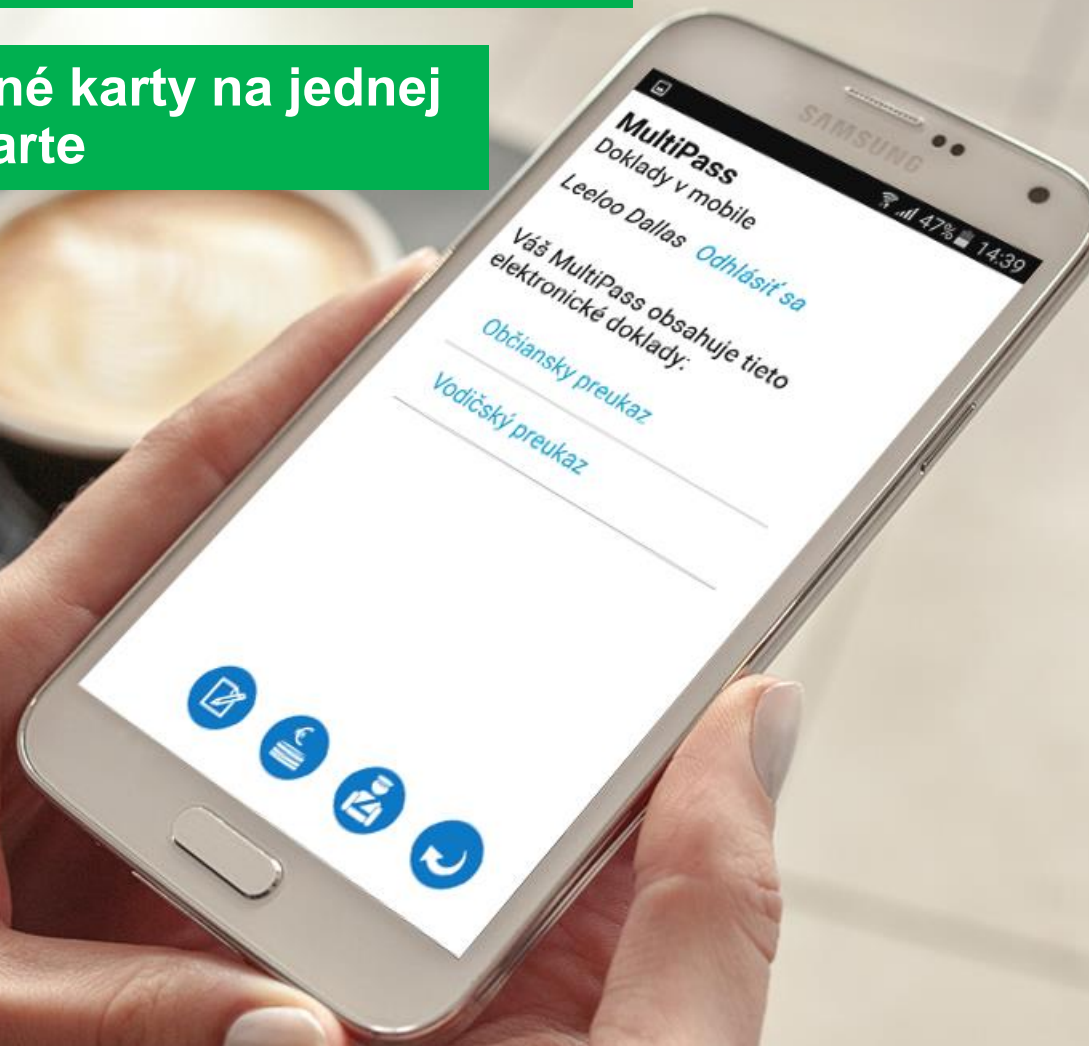 né karty na jednej
arte
SAMSUNG
47% 14:39
MultiPass
Doklady v mobile
Leeloo Dallas Odhlásiť sa
Váš MultiPass obsahuje tieto
elektronické doklady:
Občiansky preukaz
Vodičský preukaz